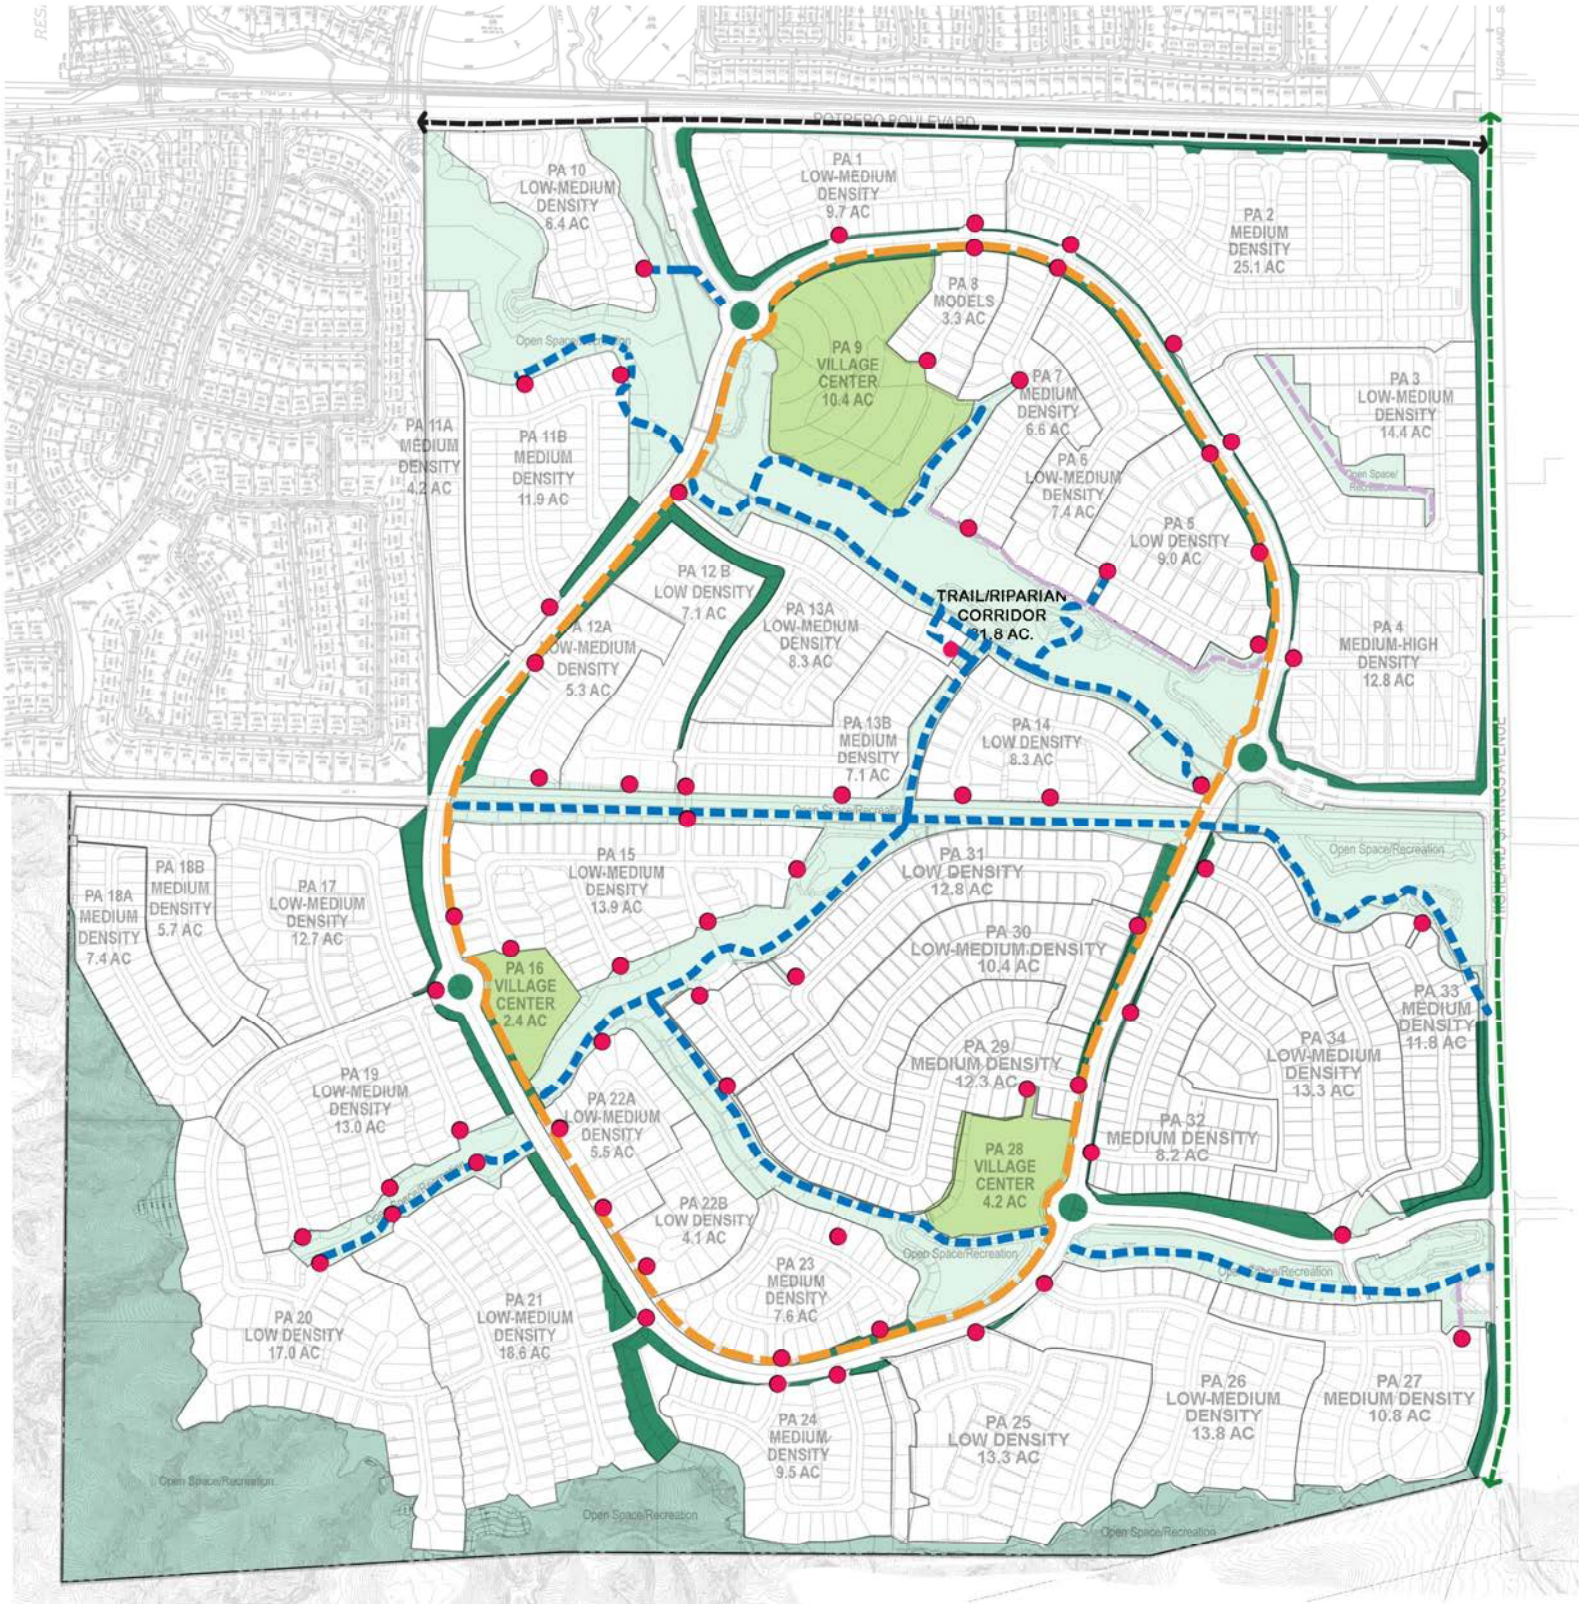 RES.
POTRERO BOULEVARD
PA 1
LOW-MEDIUM
DENSITY
9.7 AC
PA 10
LOW-MEDIUM
DENSITY
6.4 AC
PA 2
MEDIUM
DENSITY
25.1 AC
PA 8
MODELS
3.3 AC
Open Space/Recreation
PA 9
VILLAGE
CENTER
10.4 AC
PA 7
MEDIUM
DENSITY
6.6 AC
PA 3
LOW-MEDIUM
DENSITY
14.4 AC
PA 11A
MEDIUM
DENSITY
4.2 AC
PA 11B
MEDIUM
DENSITY
11.9 AC
PA 6
LOW-MEDIUM
DENSITY
7.4 AC
Open Space/
Recreation
PA 5
LOW DENSITY
9.0 AC
PA 12 B
LOW DENSITY
7.1 AC
TRAIL/RIPARIAN
CORRIDOR
31.8 AC.
PA 13A
LOW-MEDIUM
DENSITY
8.3 AC
PA 12A
LOW-MEDIUM
DENSITY
5.3 AC
PA 4
MEDIUM-HIGH
DENSITY
12.8 AC
PA 13B
MEDIUM
DENSITY
7.1 AC
PA 14
LOW DENSITY
8.3 AC
HIGHLAND SPRINGS AVENUE
Open Space/Recreation
PA 15
LOW-MEDIUM
DENSITY
13.9 AC
PA 31
LOW DENSITY
12.8 AC
Open Space/Recreation
PA 18A
MEDIUM
DENSITY
7.4 AC
PA 18B
MEDIUM
DENSITY
5.7 AC
PA 17
LOW-MEDIUM
DENSITY
12.7 AC
PA 30
LOW-MEDIUM DENSITY
10.4 AC
PA 16
VILLAGE
CENTER
2.4 AC
PA 33
MEDIUM
DENSITY
11.8 AC
PA 29
MEDIUM DENSITY
12.3 AC
PA 34
LOW-MEDIUM
DENSITY
13.3 AC
PA 19
LOW-MEDIUM
DENSITY
13.0 AC
PA 22A
LOW-MEDIUM
DENSITY
5.5 AC
PA 32
MEDIUM DENSITY
8.2 AC
PA 28
VILLAGE
CENTER
4.2 AC
Open Space/Recreation
PA 22B
LOW DENSITY
4.1 AC
Open Space/Recreation
Open Space/Recreation
PA 23
MEDIUM
DENSITY
7.6 AC
PA 20
LOW DENSITY
17.0 AC
PA 21
LOW-MEDIUM
DENSITY
18.6 AC
PA 26
LOW-MEDIUM
DENSITY
13.8 AC
PA 27
MEDIUM DENSITY
10.8 AC
PA 24
MEDIUM
DENSITY
9.5 AC
PA 25
LOW DENSITY
13.3 AC
Open Space/Recreation
Open Space/Recreation
Open Space/Recreation